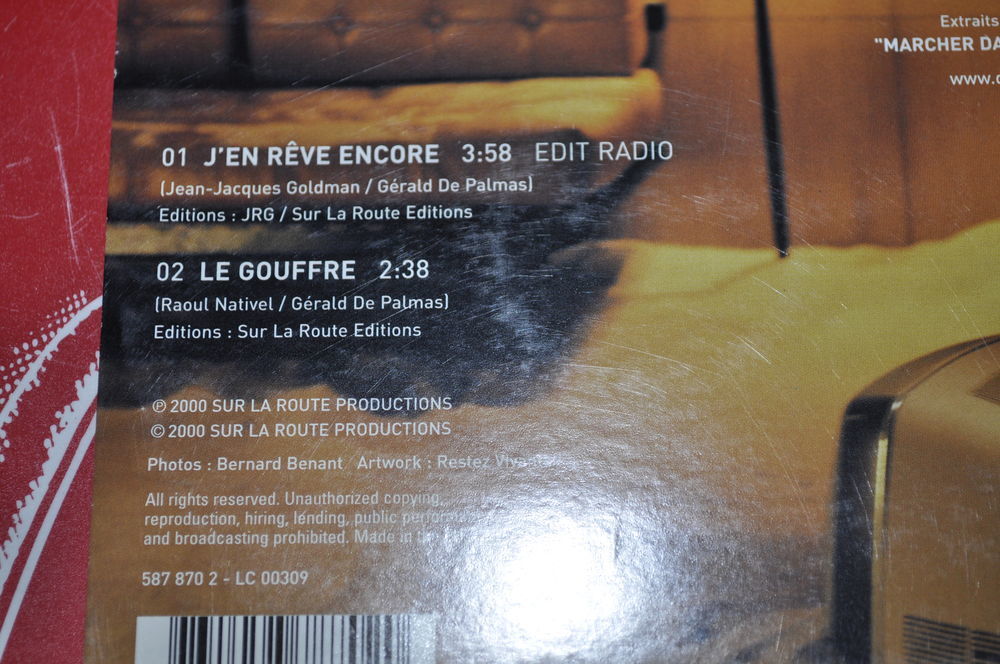 Extraits
"MARCHER DA
www.
01 J'EN RÊVE ENCORE 3:58 EDIT RADIO
(Jean-Jacques Goldman / Gérald De Palmas)
Editions : JRG / Sur La Route Editions
02 LE GOUFFRE 2:38
(Raoul Nativel / Gérald De Palmas)
Editions : Sur La Route Editions
℗ 2000 SUR LA ROUTE PRODUCTIONS
© 2000 SUR LA ROUTE PRODUCTIONS
Photos : Bernard Benant Artwork : Restez Viv
All rights reserved. Unauthorized copying,
reproduction, hiring, lending, public perform
and broadcasting prohibited. Made in the
587 870 2 - LC 00309